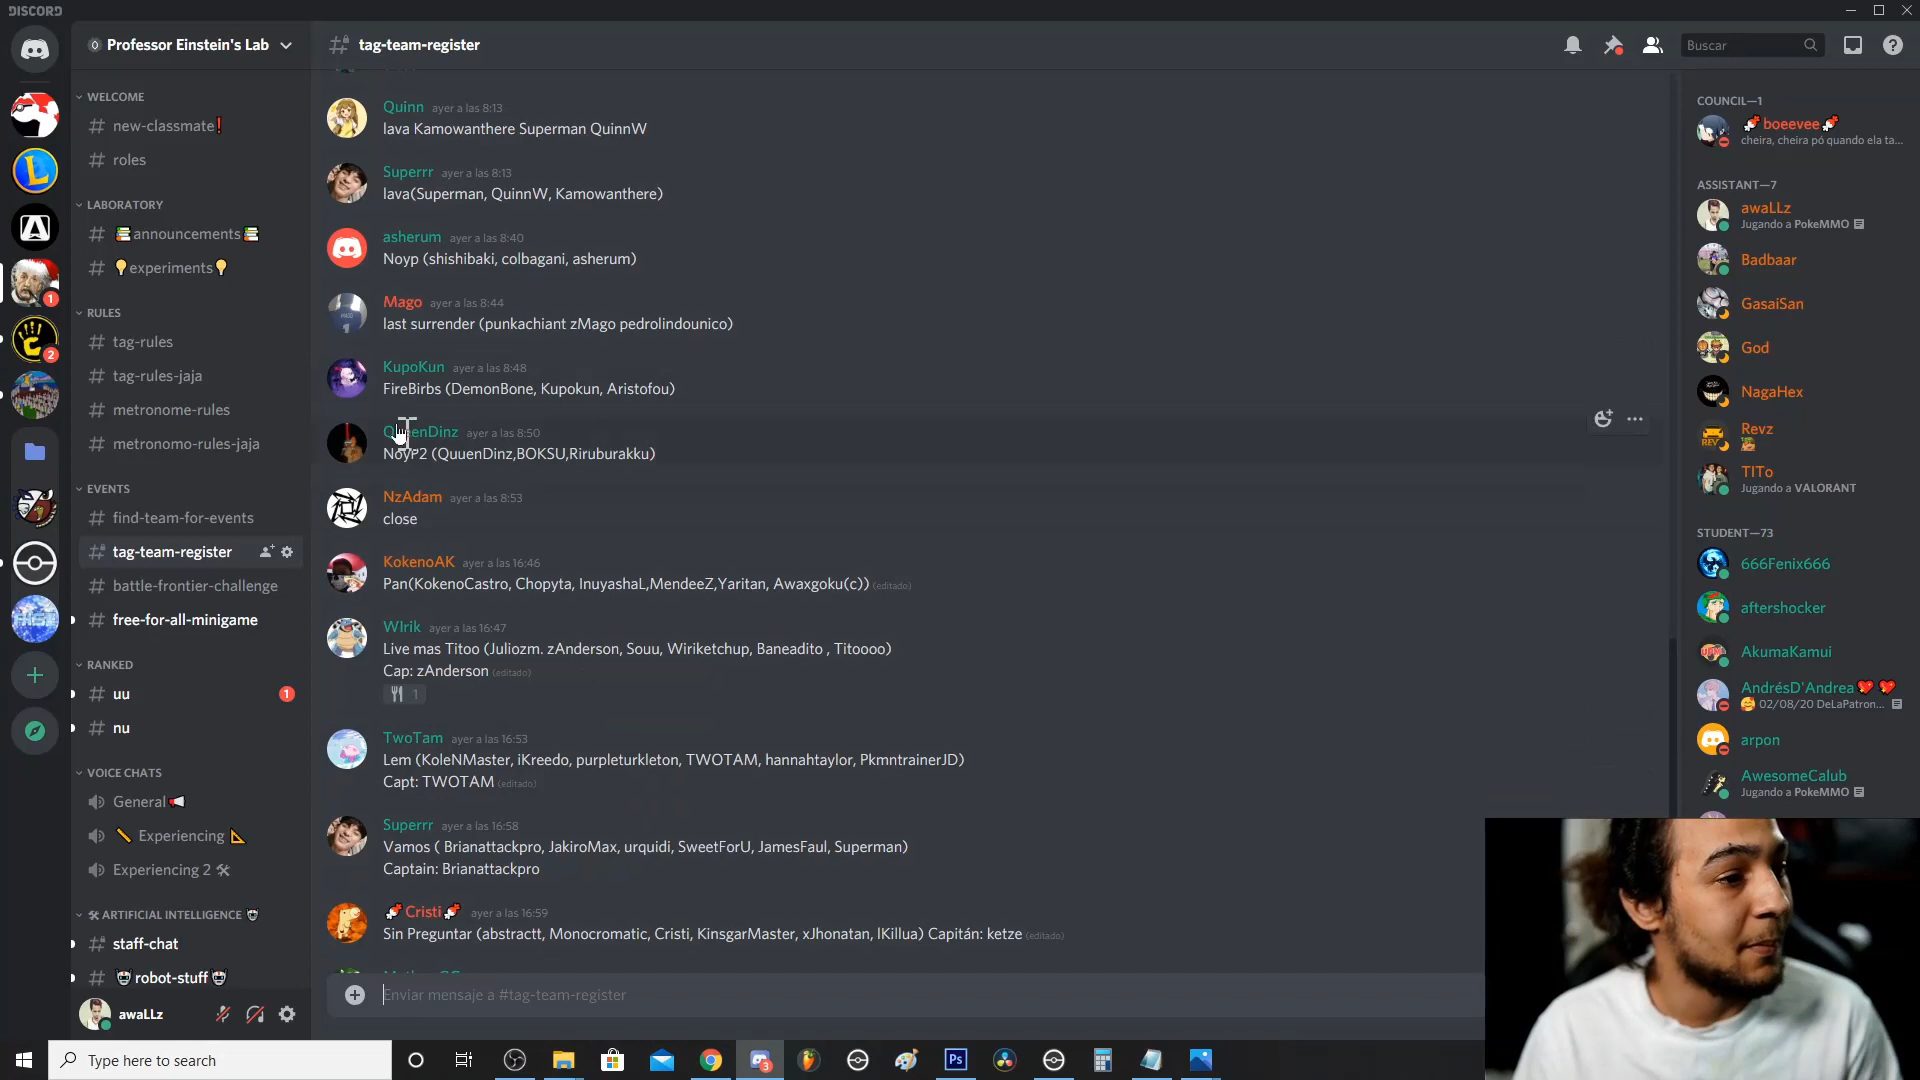 DISCORD
Professor Einstein's Lab
tag-team-register
Buscar
WELCOME
new-classmate❗
roles
LABORATORY
📚announcements📚
💡experiments💡
RULES
tag-rules
tag-rules-jaja
metronome-rules
metronomo-rules-jaja
EVENTS
find-team-for-events
tag-team-register
battle-frontier-challenge
free-for-all-minigame
RANKED
uu
1
nu
VOICE CHATS
General📢
📏 Experiencing 📐
Experiencing 2 🛠
🛠 ARTIFICIAL INTELLIGENCE 🤖
staff-chat
🤖robot-stuff🤖
awaLLz
1
2
Quinn ayer a las 8:13
lava Kamowanthere Superman QuinnW
Superrr ayer a las 8:13
lava(Superman, QuinnW, Kamowanthere)
asherum ayer a las 8:40
Noyp (shishibaki, colbagani, asherum)
Mago ayer a las 8:44
last surrender (punkachiant zMago pedrolindounico)
KupoKun ayer a las 8:48
FireBirbs (DemonBone, Kupokun, Aristofou)
ayer a las 8:50
(QuuenDinz,BOKSU,Riruburakku)
NzAdam ayer a las 8:53
close
KokenoAK ayer a las 16:46
Pan(KokenoCastro, Chopyta, InuyashaL,MendeeZ,Yaritan, Awaxgoku(c)) (editado)
WIrik ayer a las 16:47
Live mas Titoo (Juliozm. zAnderson, Souu, Wiriketchup, Baneadito , Titoooo)
Cap: zAnderson (editado)
1
TwoTam ayer a las 16:53
Lem (KoleNMaster, iKreedo, purpleturkleton, TWOTAM, hannahtaylor, PkmntrainerJD)
Capt: TWOTAM (editado)
Superrr ayer a las 16:58
Vamos ( Brianattackpro, JakiroMax, urquidi, SweetForU, JamesFaul, Superman)
Captain: Brianattackpro
Cristi ayer a las 16:59
Sin Preguntar (abstractt, Monocromatic, Cristi, KinsgarMaster, xJhonatan, lKillua) Capitán: ketze (editado)
Enviar mensaje a #tag-team-register
COUNCIL—1
boeevee
cheira, cheira pó quando ela ta...
ASSISTANT—7
awaLLz
Jugando a PokeMMO
Badbaar
GasaiSan
God
NagaHex
Revz
TITo
Jugando a VALORANT
STUDENT—73
666Fenix666
aftershocker
AkumaKamui
AndrésD'Andrea❤️ ❤️
🥰 02/08/20 DeLaPatron...
arpon
AwesomeCalub
Jugando a PokeMMO
Type here to search
Ps
3